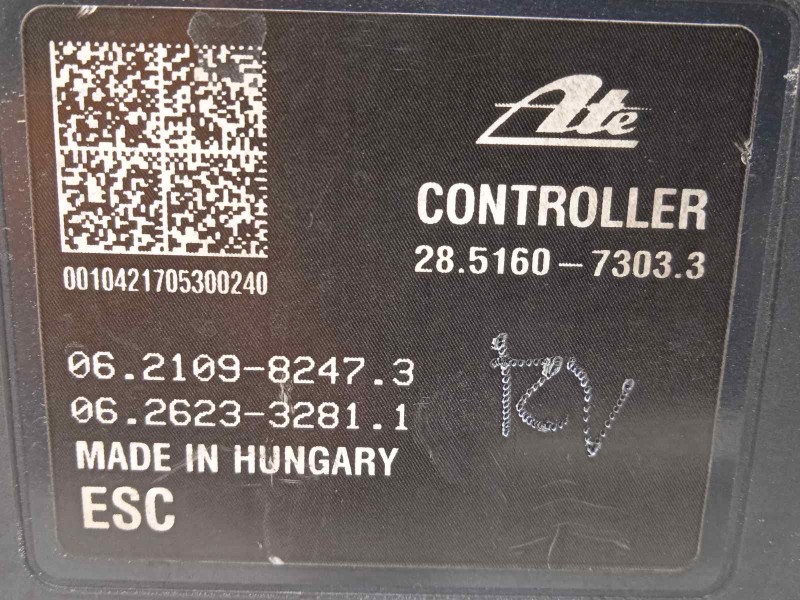 Ate
CONTROLLER
28.5160-7303.3
0010421705300240
06.2109-8247.3
06.2623-3281.1
MADE IN HUNGARY
ESC